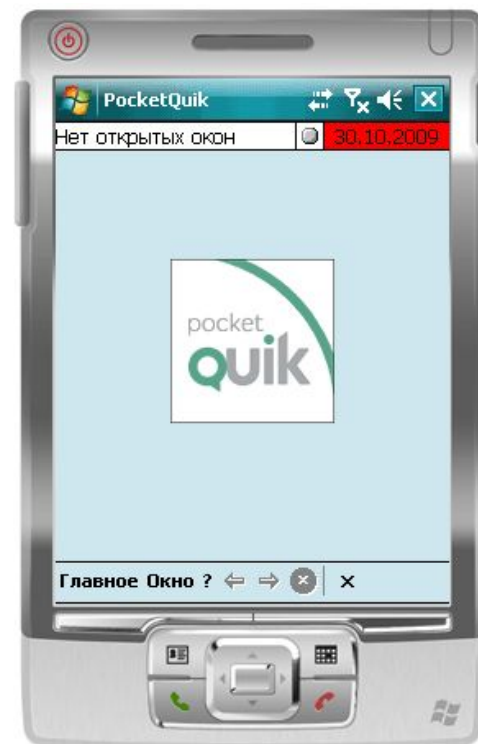 PocketQuik
Нет открытых окон 30.10.2009
pocket
Quik
Главное Окно ?